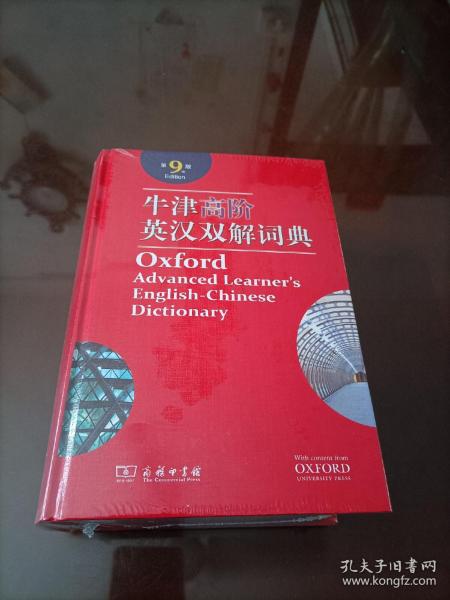 第9版
Edition
牛津高阶
英汉双解词典
Oxford
Advanced Learner's
English-Chinese
Dictionary
商務印書館
The Commercial Press
With content from
OXFORD
UNIVERSITY PRESS
孔夫子旧书网
www.kongfz.com